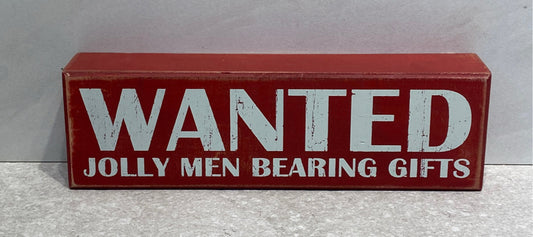 WANTED
JOLLY MEN BEARING GIFTS